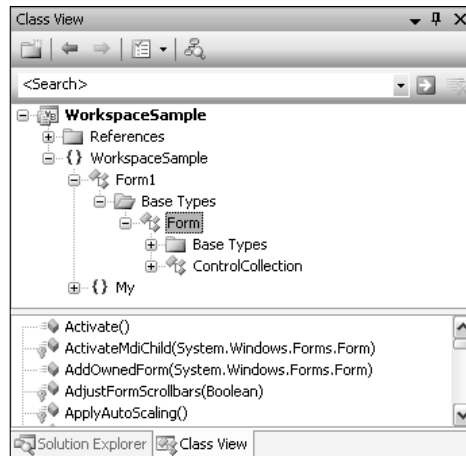 Class View
<Search>
WorkspaceSample
References
{} WorkspaceSample
Form1
Base Types
Form
Base Types
ControlCollection
{} My
Activate()
ActivateMdiChild(System.Windows.Forms.Form)
AddOwnedForm(System.Windows.Forms.Form)
AdjustFormScrollbars(Boolean)
ApplyAutoScaling()
Solution Explorer Class View